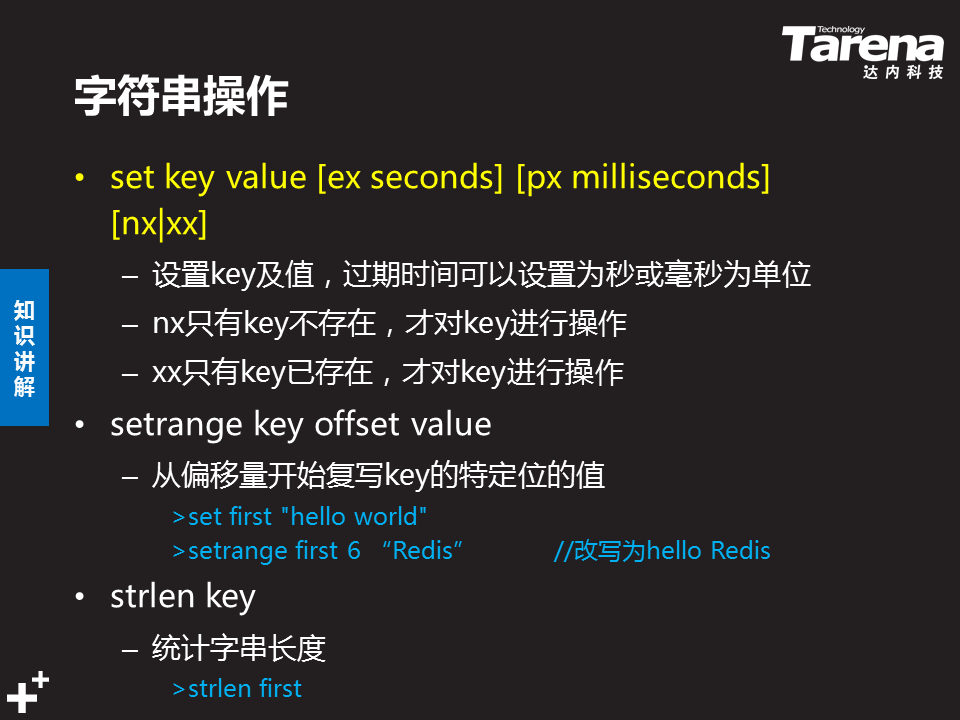 Technology
Tarena
达内科技
字符串操作
• set key value [ex seconds] [px milliseconds]
[nx|xx]
– 设置key及值，过期时间可以设置为秒或毫秒为单位
– nx只有key不存在，才对key进行操作
– xx只有key已存在，才对key进行操作
知识讲解
• setrange key offset value
– 从偏移量开始复写key的特定位的值
>set first "hello world"
>setrange first 6 “Redis” //改写为hello Redis
• strlen key
– 统计字串长度
>strlen first